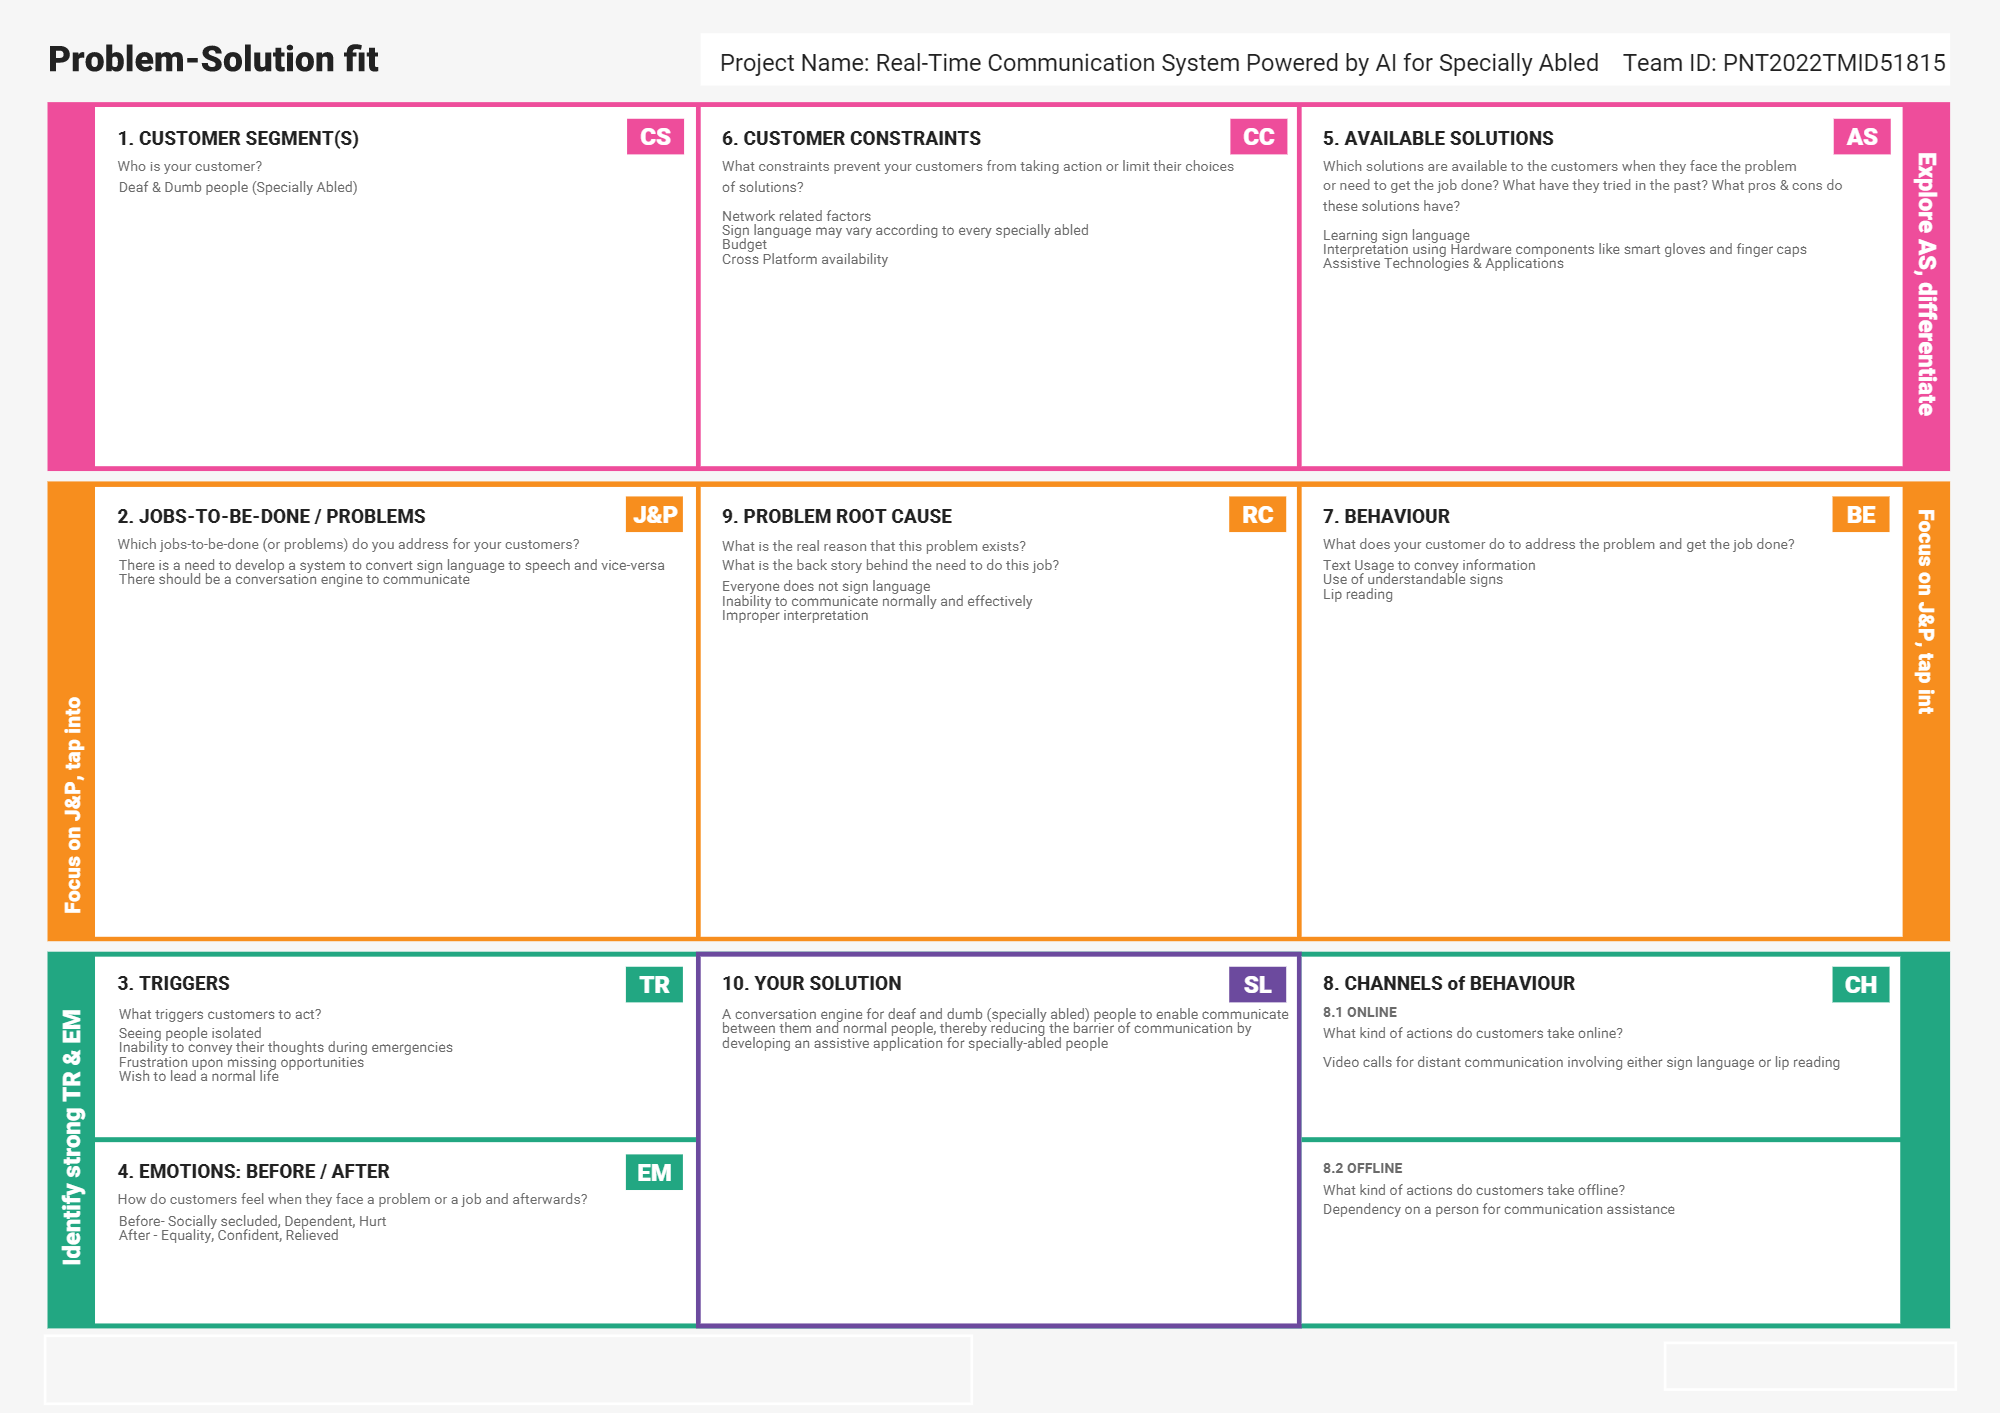 Problem-Solution fit
Project Name: Real-Time Communication System Powered by AI for Specially Abled    Team ID: PNT2022TMID51815
1. CUSTOMER SEGMENT(S)
CS
Who is your customer?
Deaf & Dumb people (Specially Abled)
6. CUSTOMER CONSTRAINTS
CC
What constraints prevent your customers from taking action or limit their choices
of solutions?
Network related factors
Sign language may vary according to every specially abled
Budget
Cross Platform availability
5. AVAILABLE SOLUTIONS
AS
Which solutions are available to the customers when they face the problem
or need to get the job done? What have they tried in the past? What pros & cons do
these solutions have?
Learning sign language
Interpretation using Hardware components like smart gloves and finger caps
Assistive Technologies & Applications
Explore AS, differentiate
Focus on J&P, tap into
2. JOBS-TO-BE-DONE / PROBLEMS
J&P
Which jobs-to-be-done (or problems) do you address for your customers?
There is a need to develop a system to convert sign language to speech and vice-versa
There should be a conversation engine to communicate
9. PROBLEM ROOT CAUSE
RC
What is the real reason that this problem exists?
What is the back story behind the need to do this job?
Everyone does not sign language
Inability to communicate normally and effectively
Improper interpretation
7. BEHAVIOUR
BE
What does your customer do to address the problem and get the job done?
Text Usage to convey information
Use of understandable signs
Lip reading
Focus on J&P, tap int
Identify strong TR & EM
3. TRIGGERS
TR
What triggers customers to act?
Seeing people isolated
Inability to convey their thoughts during emergencies
Frustration upon missing opportunities
Wish to lead a normal life
4. EMOTIONS: BEFORE / AFTER
EM
How do customers feel when they face a problem or a job and afterwards?
Before- Socially secluded, Dependent, Hurt
After - Equality, Confident, Relieved
10. YOUR SOLUTION
SL
A conversation engine for deaf and dumb (specially abled) people to enable communicate
between them and normal people, thereby reducing the barrier of communication by
developing an assistive application for specially-abled people
8. CHANNELS of BEHAVIOUR
CH
8.1 ONLINE
What kind of actions do customers take online?
Video calls for distant communication involving either sign language or lip reading
8.2 OFFLINE
What kind of actions do customers take offline?
Dependency on a person for communication assistance